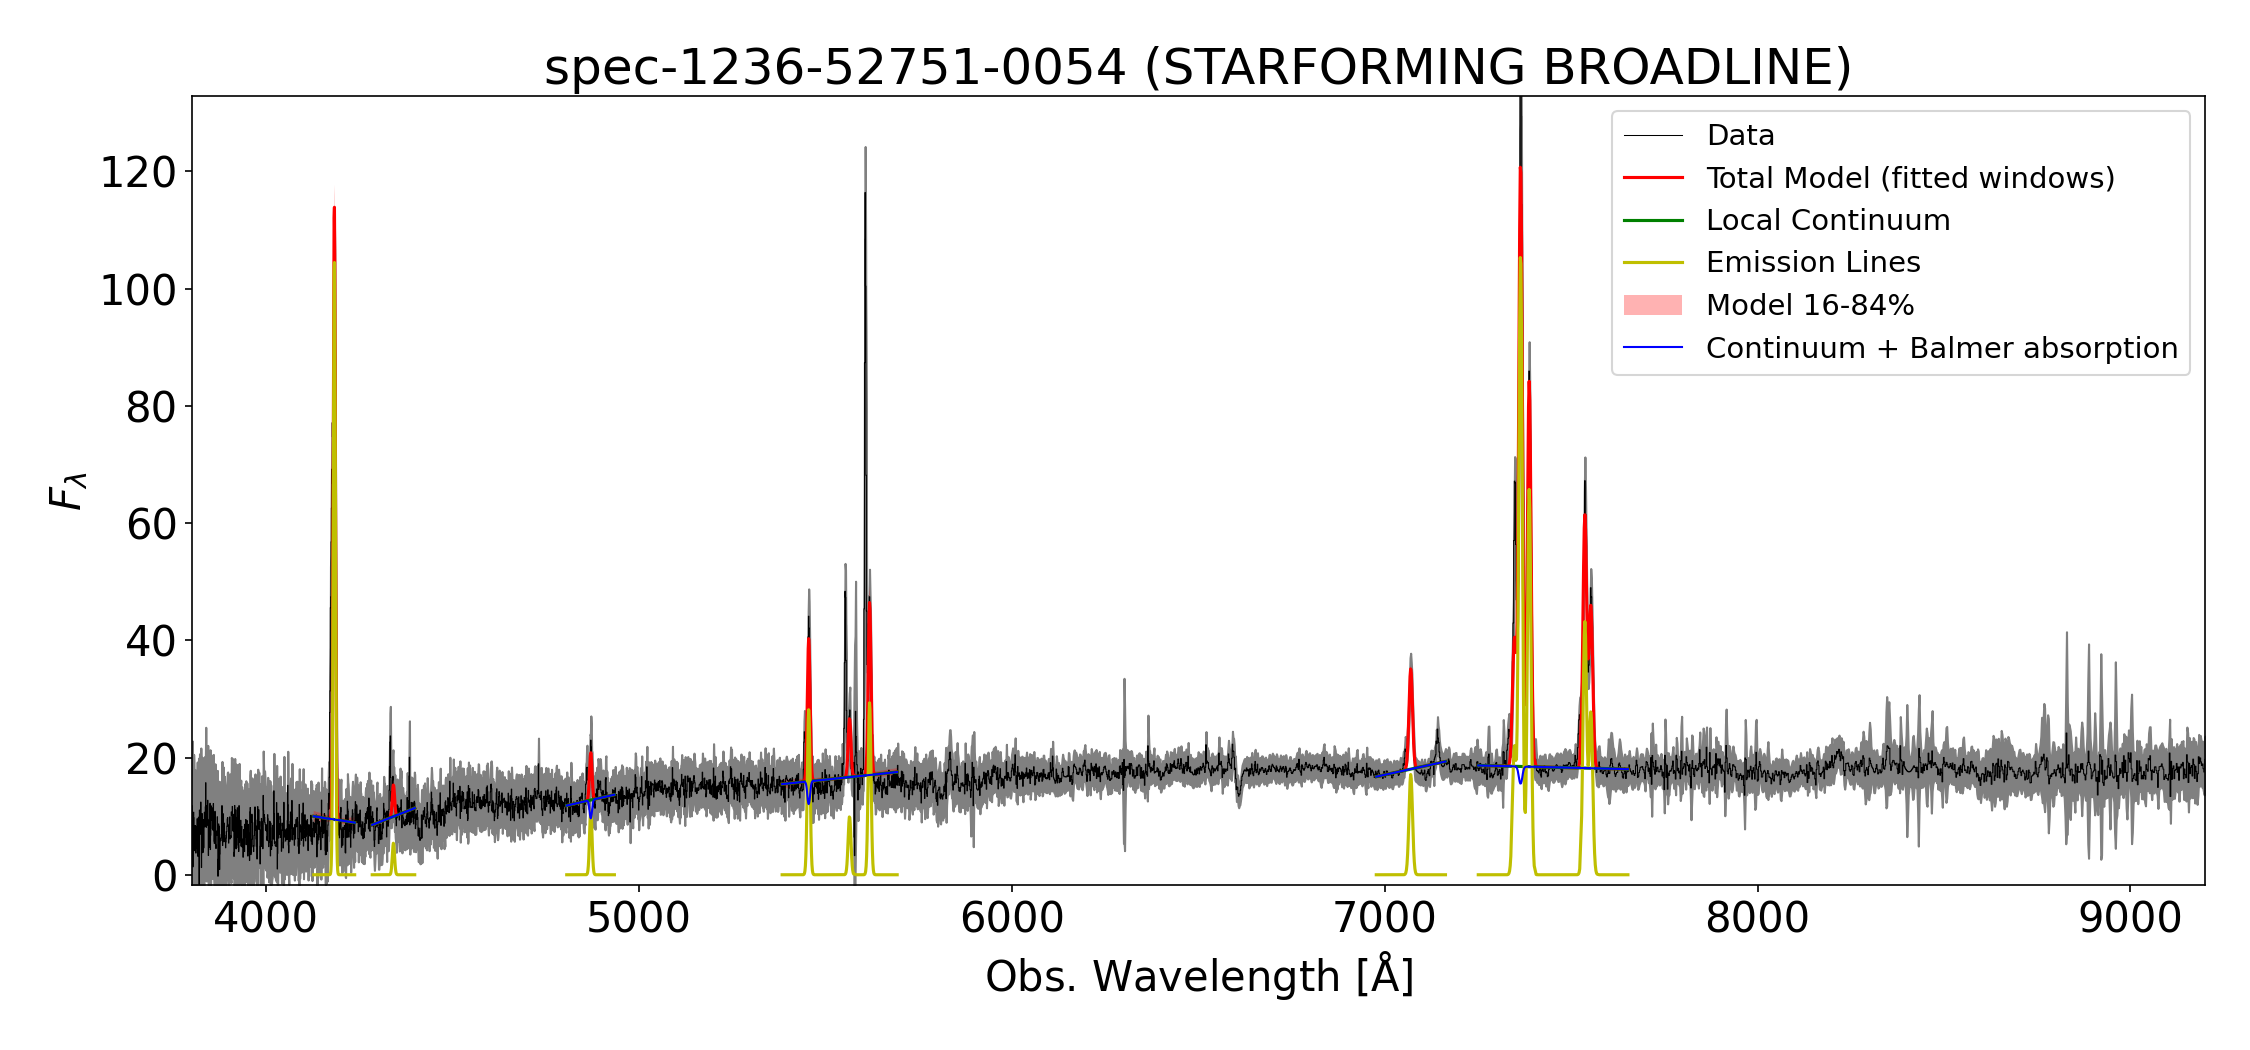 spec-1236-52751-0054 (STARFORMING BROADLINE)
Data
Total Model (fitted windows)
Local Continuum
Emission Lines
Model 16-84%
Continuum + Balmer absorption
120
100
80
60
40
20
0
Fλ
4000 5000 6000 7000 8000 9000
Obs. Wavelength [Å]